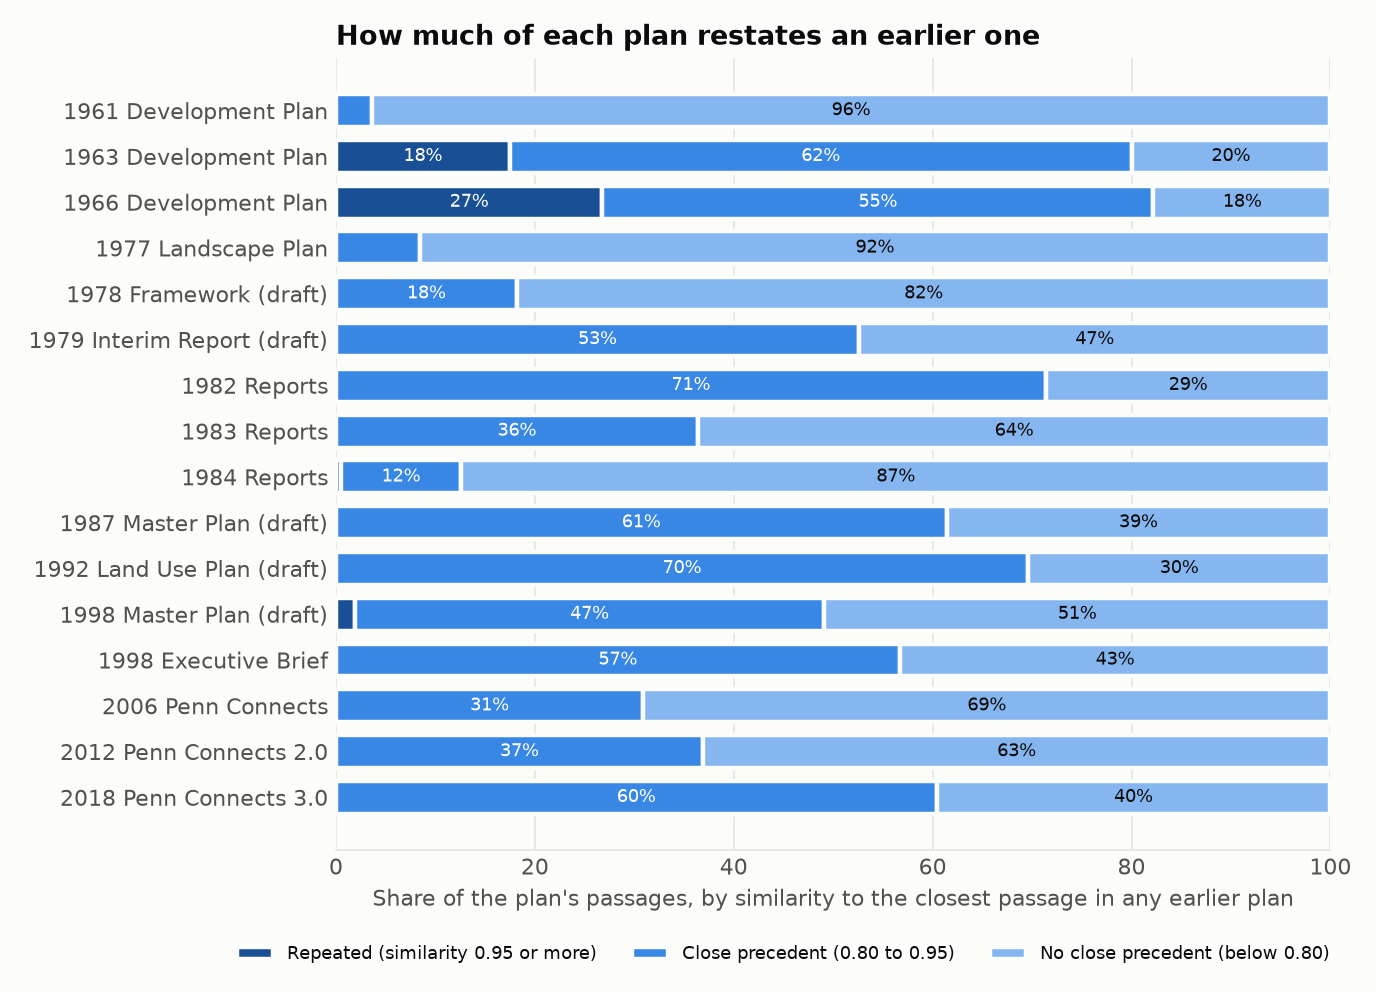 How much of each plan restates an earlier one
1961 Development Plan 96%
1963 Development Plan 18% 62% 20%
1966 Development Plan 27% 55% 18%
1977 Landscape Plan 92%
1978 Framework (draft) 18% 82%
1979 Interim Report (draft) 53% 47%
1982 Reports 71% 29%
1983 Reports 36% 64%
1984 Reports 12% 87%
1987 Master Plan (draft) 61% 39%
1992 Land Use Plan (draft) 70% 30%
1998 Master Plan (draft) 47% 51%
1998 Executive Brief 57% 43%
2006 Penn Connects 31% 69%
2012 Penn Connects 2.0 37% 63%
2018 Penn Connects 3.0 60% 40%
0 20 40 60 80 100
Share of the plan's passages, by similarity to the closest passage in any earlier plan
Repeated (similarity 0.95 or more) Close precedent (0.80 to 0.95) No close precedent (below 0.80)